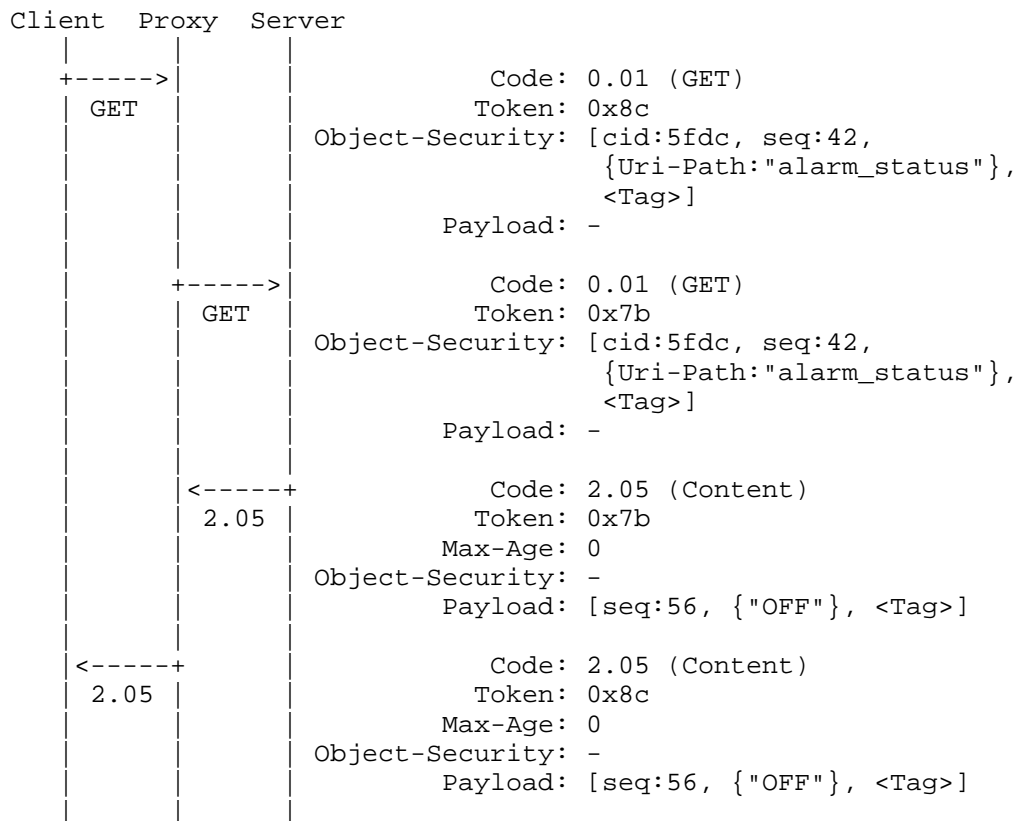 Client  Proxy  Server
   |      |      |
   +----->|      |            Code: 0.01 (GET)
   | GET  |      |           Token: 0x8c
   |      |      | Object-Security: [cid:5fdc, seq:42,
   |      |      |                   {Uri-Path:"alarm_status"},
   |      |      |                   <Tag>]
   |      |      |         Payload: -
   |      |      |
   |      +----->|            Code: 0.01 (GET)
   |      | GET  |           Token: 0x7b
   |      |      | Object-Security: [cid:5fdc, seq:42,
   |      |      |                   {Uri-Path:"alarm_status"},
   |      |      |                   <Tag>]
   |      |      |         Payload: -
   |      |      |
   |      |<-----+            Code: 2.05 (Content)
   |      | 2.05 |           Token: 0x7b
   |      |      |         Max-Age: 0
   |      |      | Object-Security: -
   |      |      |         Payload: [seq:56, {"OFF"}, <Tag>]
   |      |      |
   |<-----+      |            Code: 2.05 (Content)
   | 2.05 |      |           Token: 0x8c
   |      |      |         Max-Age: 0
   |      |      | Object-Security: -
   |      |      |         Payload: [seq:56, {"OFF"}, <Tag>]
   |      |      |